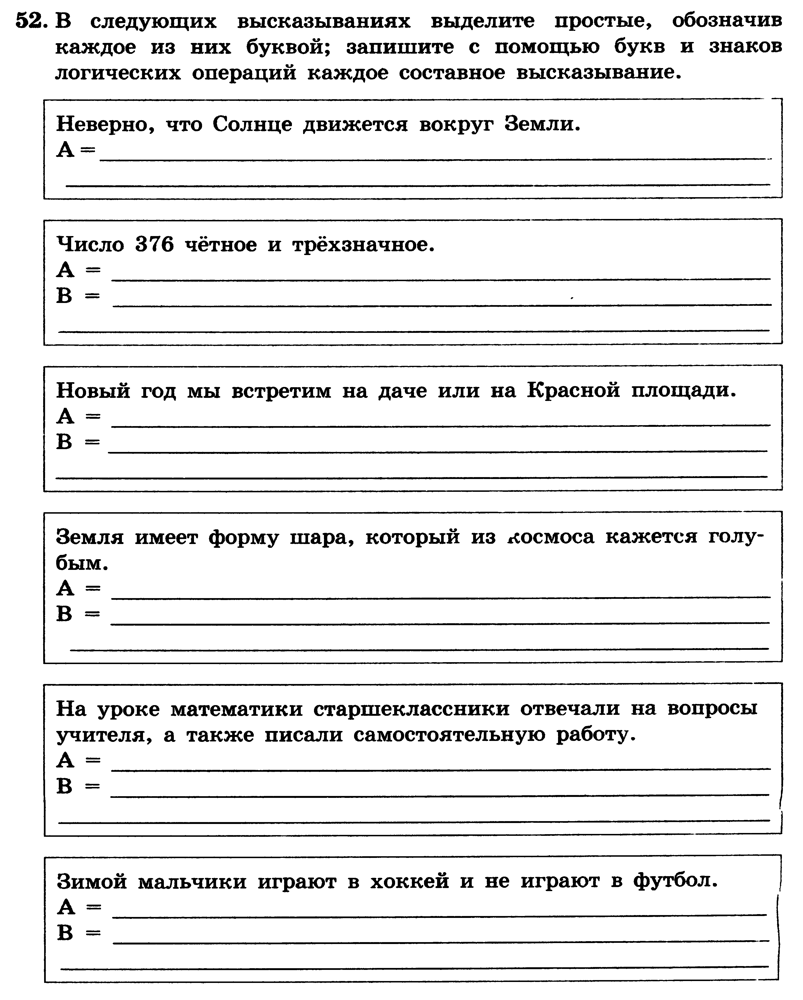 52. В следующих высказываниях выделите простые, обозначив
каждое из них буквой; запишите с помощью букв и знаков
логических операций каждое составное высказывание.
Неверно, что Солнце движется вокруг Земли.
А =
Число 376 чётное и трёхзначное.
А =
В =
Новый год мы встретим на даче или на Красной площади.
А =
В =
Земля имеет форму шара, который из космоса кажется голу-
бым.
А =
В =
На уроке математики старшеклассники отвечали на вопросы
учителя, а также писали самостоятельную работу.
А =
В =
Зимой мальчики играют в хоккей и не играют в футбол.
А =
В =